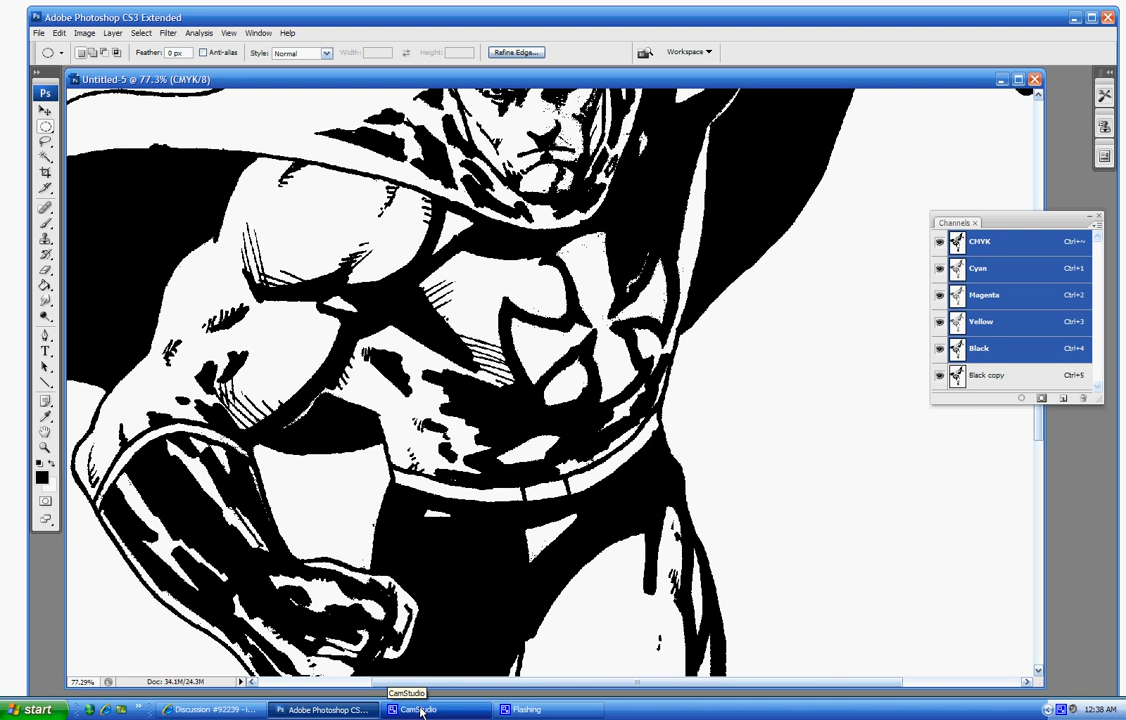 Adobe Photoshop CS3 Extended
File Edit Image Layer Select Filter Analysis View Window Help
Feather: 0 px Anti-alias Style: Normal Width: Height: Refine Edge... Workspace
Untitled-5 @ 77.3% (CMYK/8)
Ps
T
Channels ×
CMYK Ctrl+~
Cyan Ctrl+1
Magenta Ctrl+2
Yellow Ctrl+3
Black Ctrl+4
Black copy Ctrl+5
77.29% Doc: 34.1M/24.3M
CamStudio
start Discussion #92239 - i... Ps Adobe Photoshop CS... CamStudio Flashing 12:38 AM